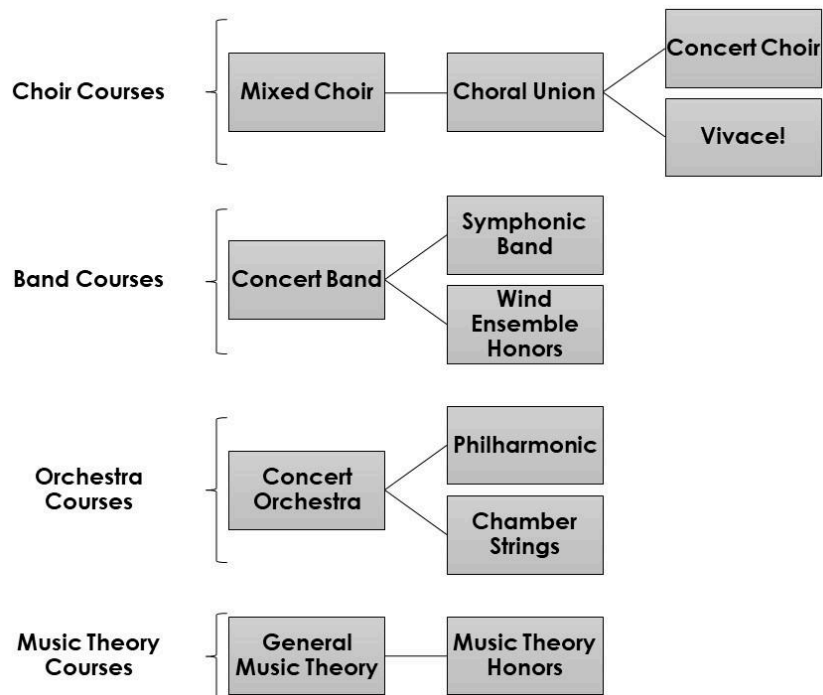 Choir Courses
Mixed Choir
Choral Union
Concert Choir
Vivace!
Band Courses
Concert Band
Symphonic
Band
Wind
Ensemble
Honors
Orchestra
Courses
Concert
Orchestra
Philharmonic
Chamber
Strings
Music Theory
Courses
General
Music Theory
Music Theory
Honors